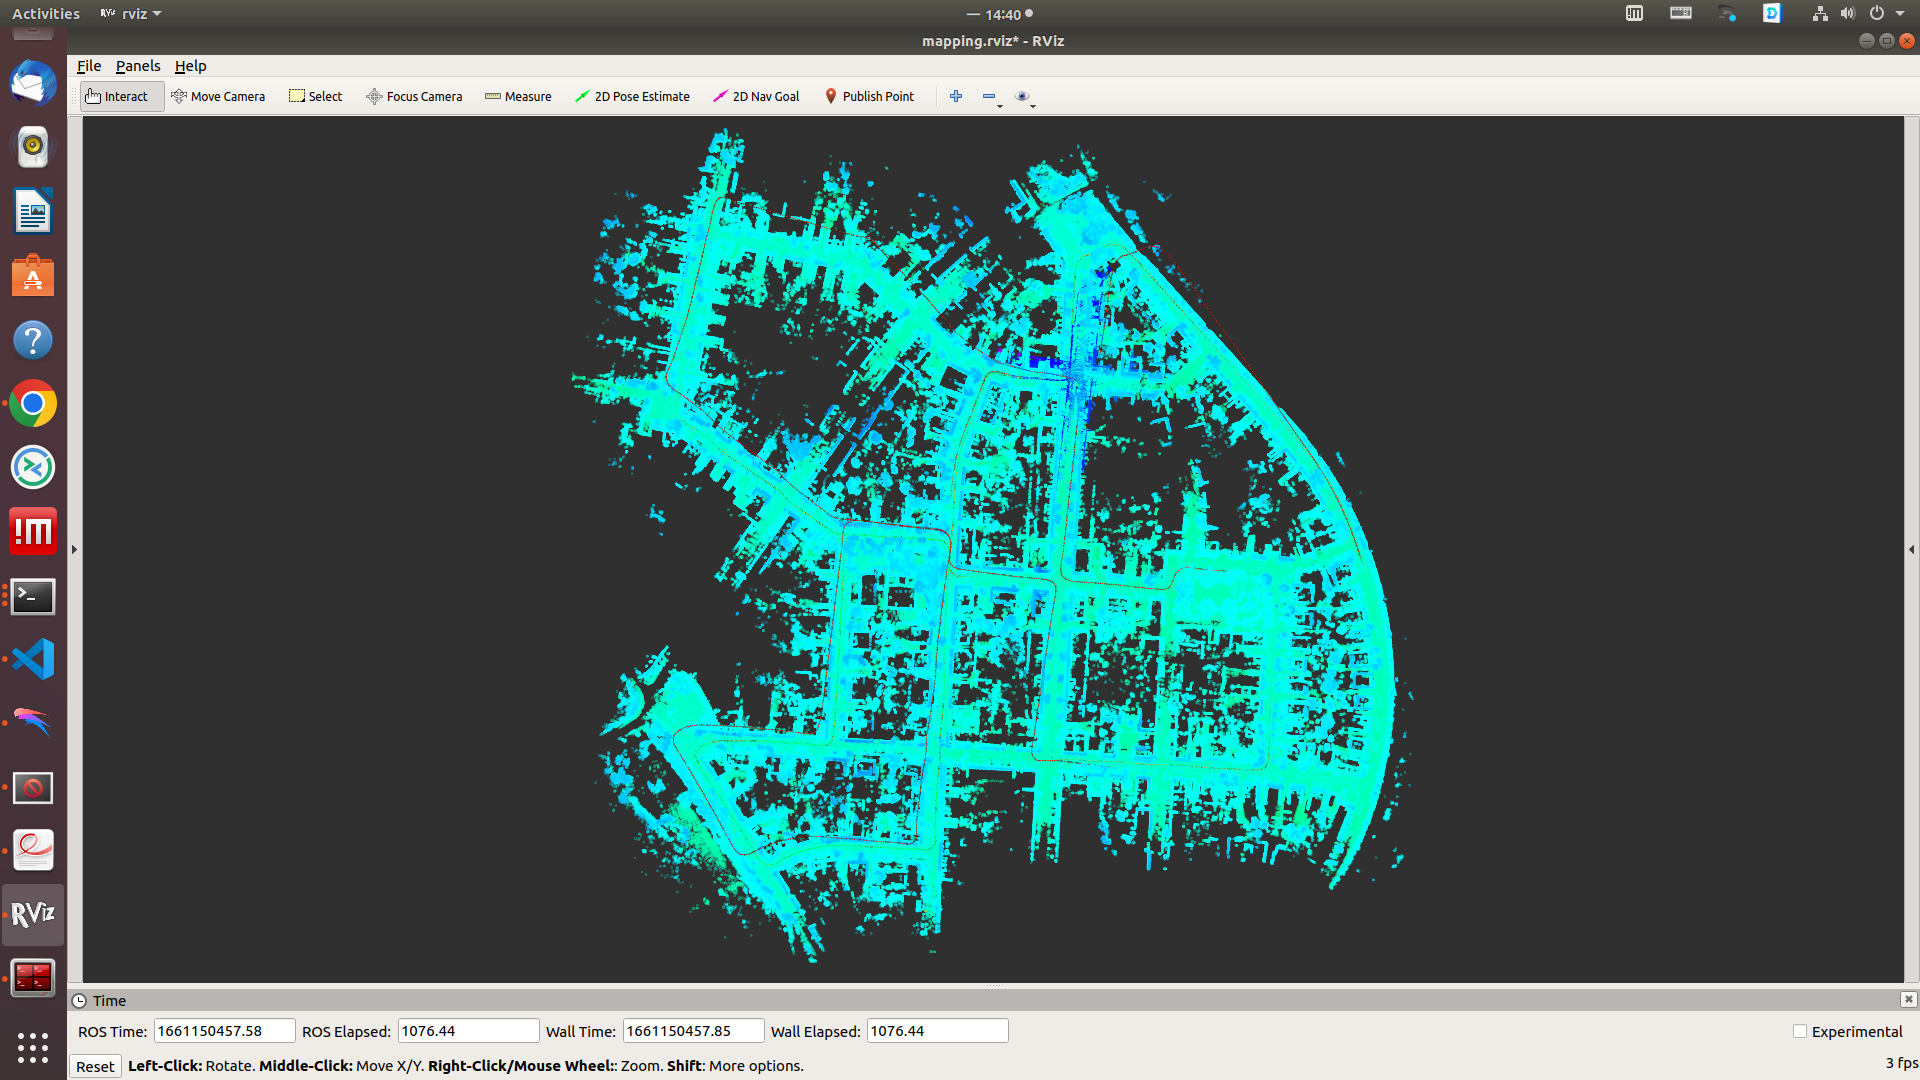 Activities RViz rviz 14:40
mapping.rviz* - RViz
File Panels Help
Interact Move Camera Select Focus Camera Measure 2D Pose Estimate 2D Nav Goal Publish Point
Time
ROS Time: 1661150457.58 ROS Elapsed: 1076.44 Wall Time: 1661150457.85 Wall Elapsed: 1076.44 Experimental
Reset Left-Click: Rotate. Middle-Click: Move X/Y. Right-Click/Mouse Wheel:: Zoom. Shift: More options. 3 fps
!M
RViz